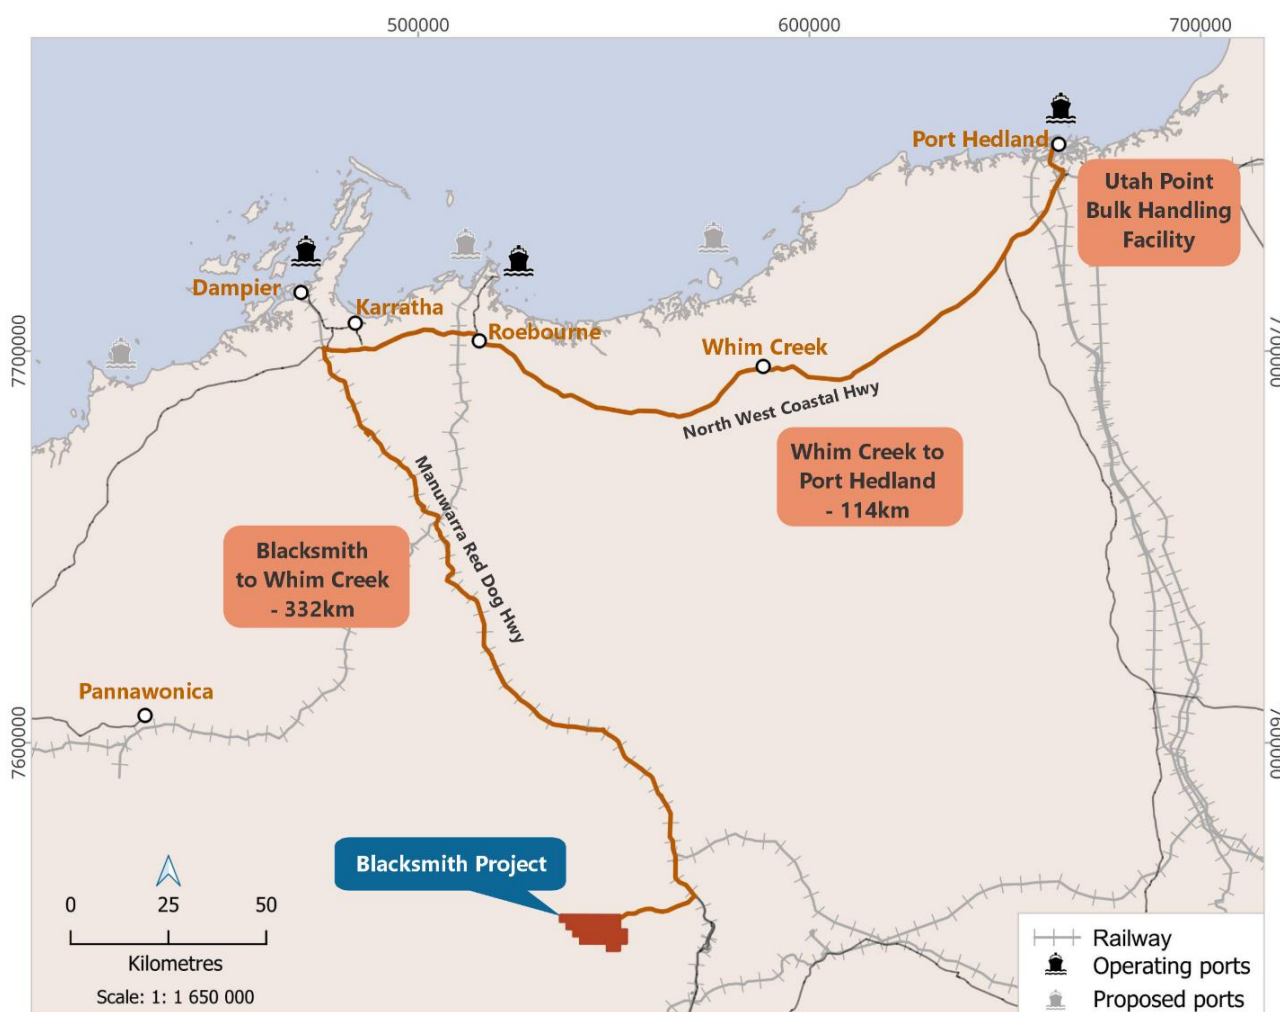 500000
600000
700000
Port Hedland
Utah Point
Bulk Handling
Facility
Dampier
Karratha
Roebourne
Whim Creek
7700000
North West Coastal Hwy
Whim Creek to
Port Hedland
- 114km
Manuwarra Red Dog Hwy
Blacksmith
to Whim Creek
- 332km
Pannawonica
7600000
Blacksmith Project
0 25 50
Kilometres
Scale: 1: 1 650 000
Railway
Operating ports
Proposed ports